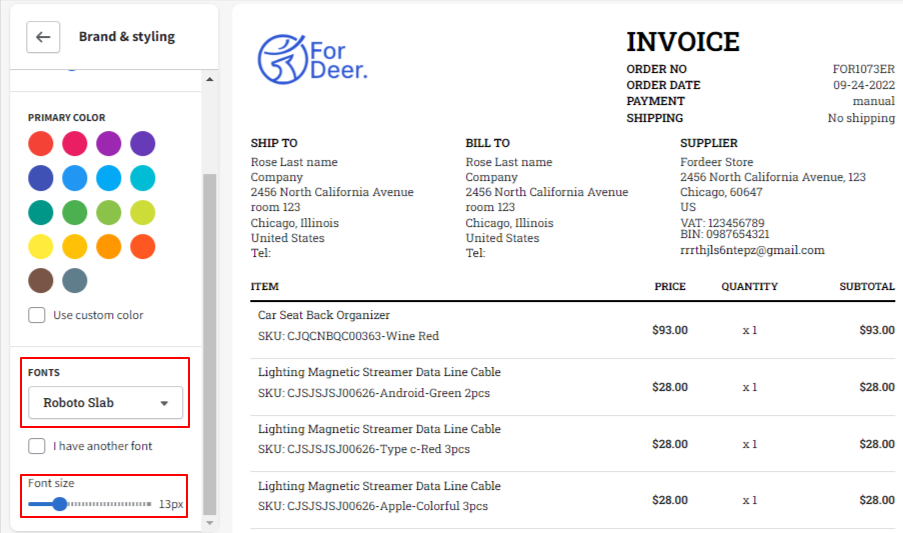 Brand & styling
PRIMARY COLOR
Use custom color
FONTS
Roboto Slab
I have another font
Font size
13px
For
Deer.
INVOICE
ORDER NO FOR1073ER
ORDER DATE 09-24-2022
PAYMENT manual
SHIPPING No shipping
SHIP TO
Rose Last name
Company
2456 North California Avenue
room 123
Chicago, Illinois
United States
Tel:
BILL TO
Rose Last name
Company
2456 North California Avenue
room 123
Chicago, Illinois
United States
Tel:
SUPPLIER
Fordeer Store
2456 North California Avenue, 123
Chicago, 60647
US
VAT: 123456789
BIN: 0987654321
rrrthjls6ntepz@gmail.com
ITEM PRICE QUANTITY SUBTOTAL
Car Seat Back Organizer
SKU: CJQCNBQC00363-Wine Red
$93.00 x 1 $93.00
Lighting Magnetic Streamer Data Line Cable
SKU: CJSJSJSJ00626-Android-Green 2pcs
$28.00 x 1 $28.00
Lighting Magnetic Streamer Data Line Cable
SKU: CJSJSJSJ00626-Type c-Red 3pcs
$28.00 x 1 $28.00
Lighting Magnetic Streamer Data Line Cable
SKU: CJSJSJSJ00626-Apple-Colorful 3pcs
$28.00 x 1 $28.00